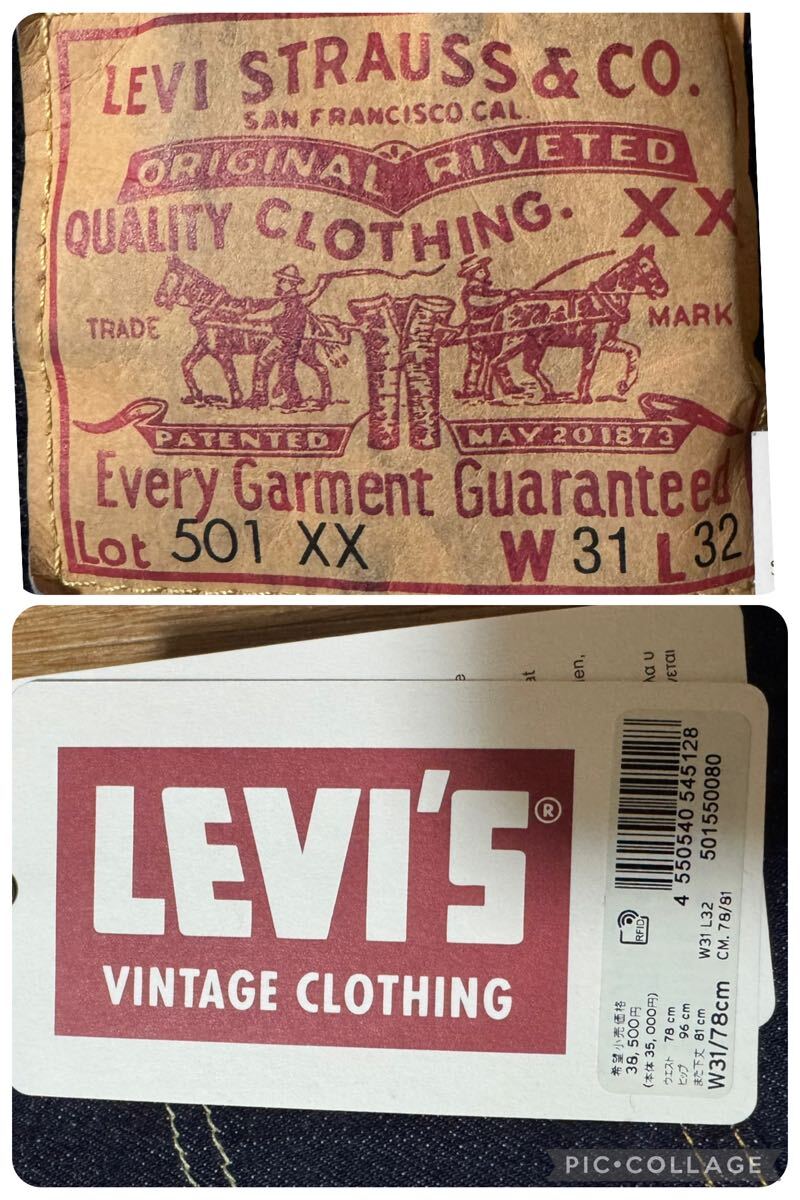 LEVI STRAUSS & CO.
SAN FRANCISCO CAL.
ORIGINAL RIVETED
QUALITY CLOTHING. XX
TRADE MARK
PATENTED MAY 20 1873
Every Garment Guaranteed
Lot 501 XX W 31 L 32
at
en,
λα υ
νεται
LEVI'S®
VINTAGE CLOTHING
4 550540 545128
501550080
RFID
W31 L32
CM. 78/81
希望小売価格
38,500円
(本体 35,000円)
ウエスト 78 cm
ヒップ 96 cm
また下丈 81 cm
W31/78cm
PIC•COLLAGE